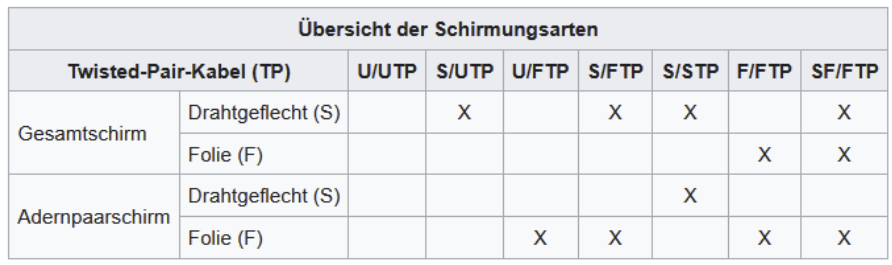 Übersicht der Schirmungsarten
Twisted-Pair-Kabel (TP) U/UTP S/UTP U/FTP S/FTP S/STP F/FTP SF/FTP
Gesamtschirm
Drahtgeflecht (S) X X X X
Folie (F) X X
Adernpaarschirm
Drahtgeflecht (S) X
Folie (F) X X X X